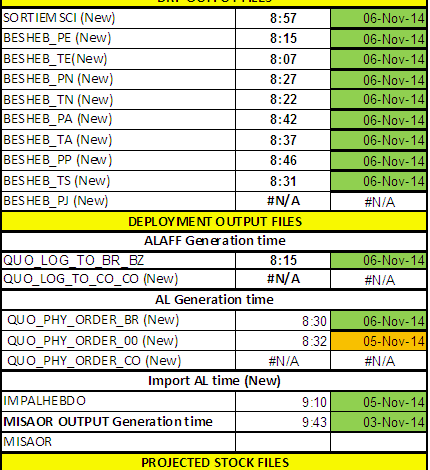 DRP OUTPUT FILES
SORTIEMSCI (New) 8:57 06-Nov-14
BESHEB_PE (New) 8:15 06-Nov-14
BESHEB_TE(New) 8:07 06-Nov-14
BESHEB_PN (New) 8:27 06-Nov-14
BESHEB_TN (New) 8:22 06-Nov-14
BESHEB_PA (New) 8:42 06-Nov-14
BESHEB_TA (New) 8:37 06-Nov-14
BESHEB_PP (New) 8:46 06-Nov-14
BESHEB_TS (New) 8:31 06-Nov-14
BESHEB_PJ (New) #N/A #N/A
DEPLOYMENT OUTPUT FILES
ALAFF Generation time
QUO_LOG_TO_BR_BZ 8:15 06-Nov-14
QUO_LOG_TO_CO_CO (New) #N/A #N/A
AL Generation time
QUO_PHY_ORDER_BR (New) 8:30 06-Nov-14
QUO_PHY_ORDER_00 (New) 8:32 05-Nov-14
QUO_PHY_ORDER_CO (New) #N/A #N/A
Import AL time (New)
IMPALHEBDO 9:10 05-Nov-14
MISAOR OUTPUT Generation time 9:43 03-Nov-14
MISAOR
PROJECTED STOCK FILES